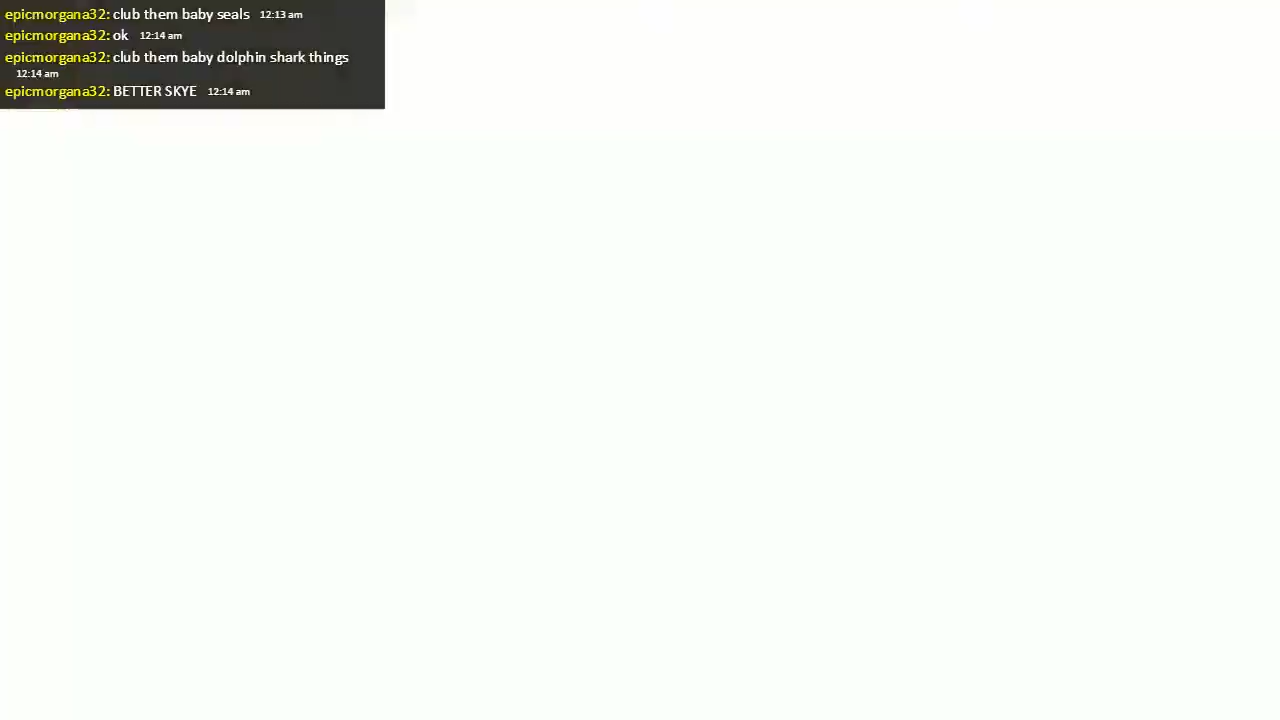 epicmorgana32: club them baby seals 12:13 am
epicmorgana32: ok 12:14 am
epicmorgana32: club them baby dolphin shark things
12:14 am
epicmorgana32: BETTER SKYE 12:14 am